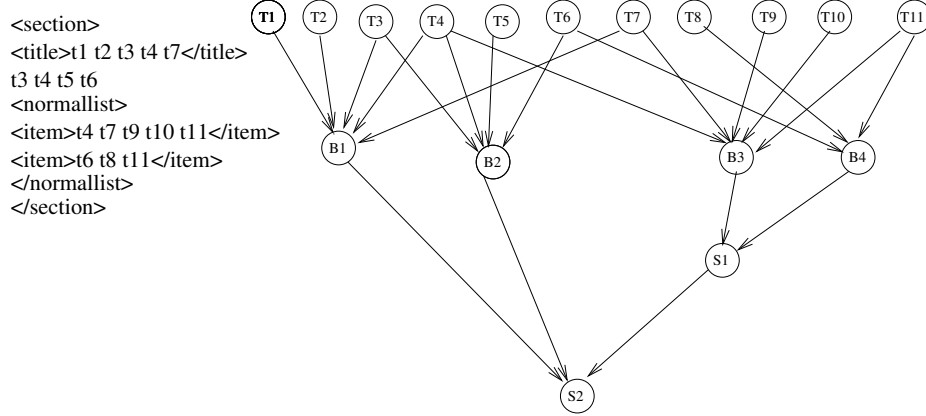 <section>
<title>t1 t2 t3 t4 t7</title>
t3 t4 t5 t6
<normallist>
<item>t4 t7 t9 t10 t11</item>
<item>t6 t8 t11</item>
</normallist>
</section>
T1 T2 T3 T4 T5 T6 T7 T8 T9 T10 T11
B1 B2 B3 B4
S1
S2